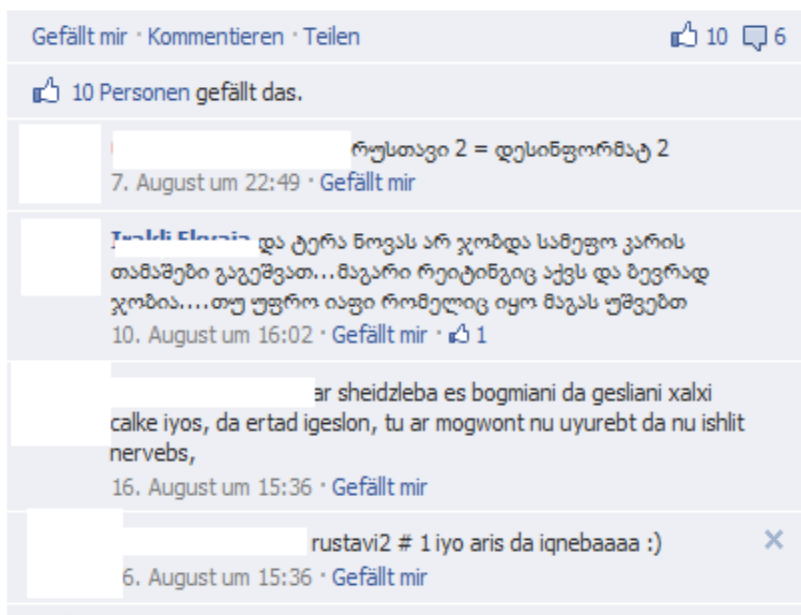 Gefällt mir · Kommentieren · Teilen 10 6
10 Personen gefällt das.
რუსთავი 2 = დესინფორმატ 2
7. August um 22:49 · Gefällt mir
და ტერა ნოვას არ ჯობდა სამეფო კარის
თამაშები გაგეშვათ...მაგარი რეიტინგიც აქვს და ბევრად
ჯობია....თუ უფრო იაფი რომელიც იყო მაგას უშვებთ
10. August um 16:02 · Gefällt mir · 1
ar sheidzleba es bogmiani da gesliani xalxi
calke iyos, da ertad igeslon, tu ar mogwont nu uyurebt da nu ishlit
nervebs,
16. August um 15:36 · Gefällt mir
rustavi2 # 1 iyo aris da iqnebaaaa :)
6. August um 15:36 · Gefällt mir